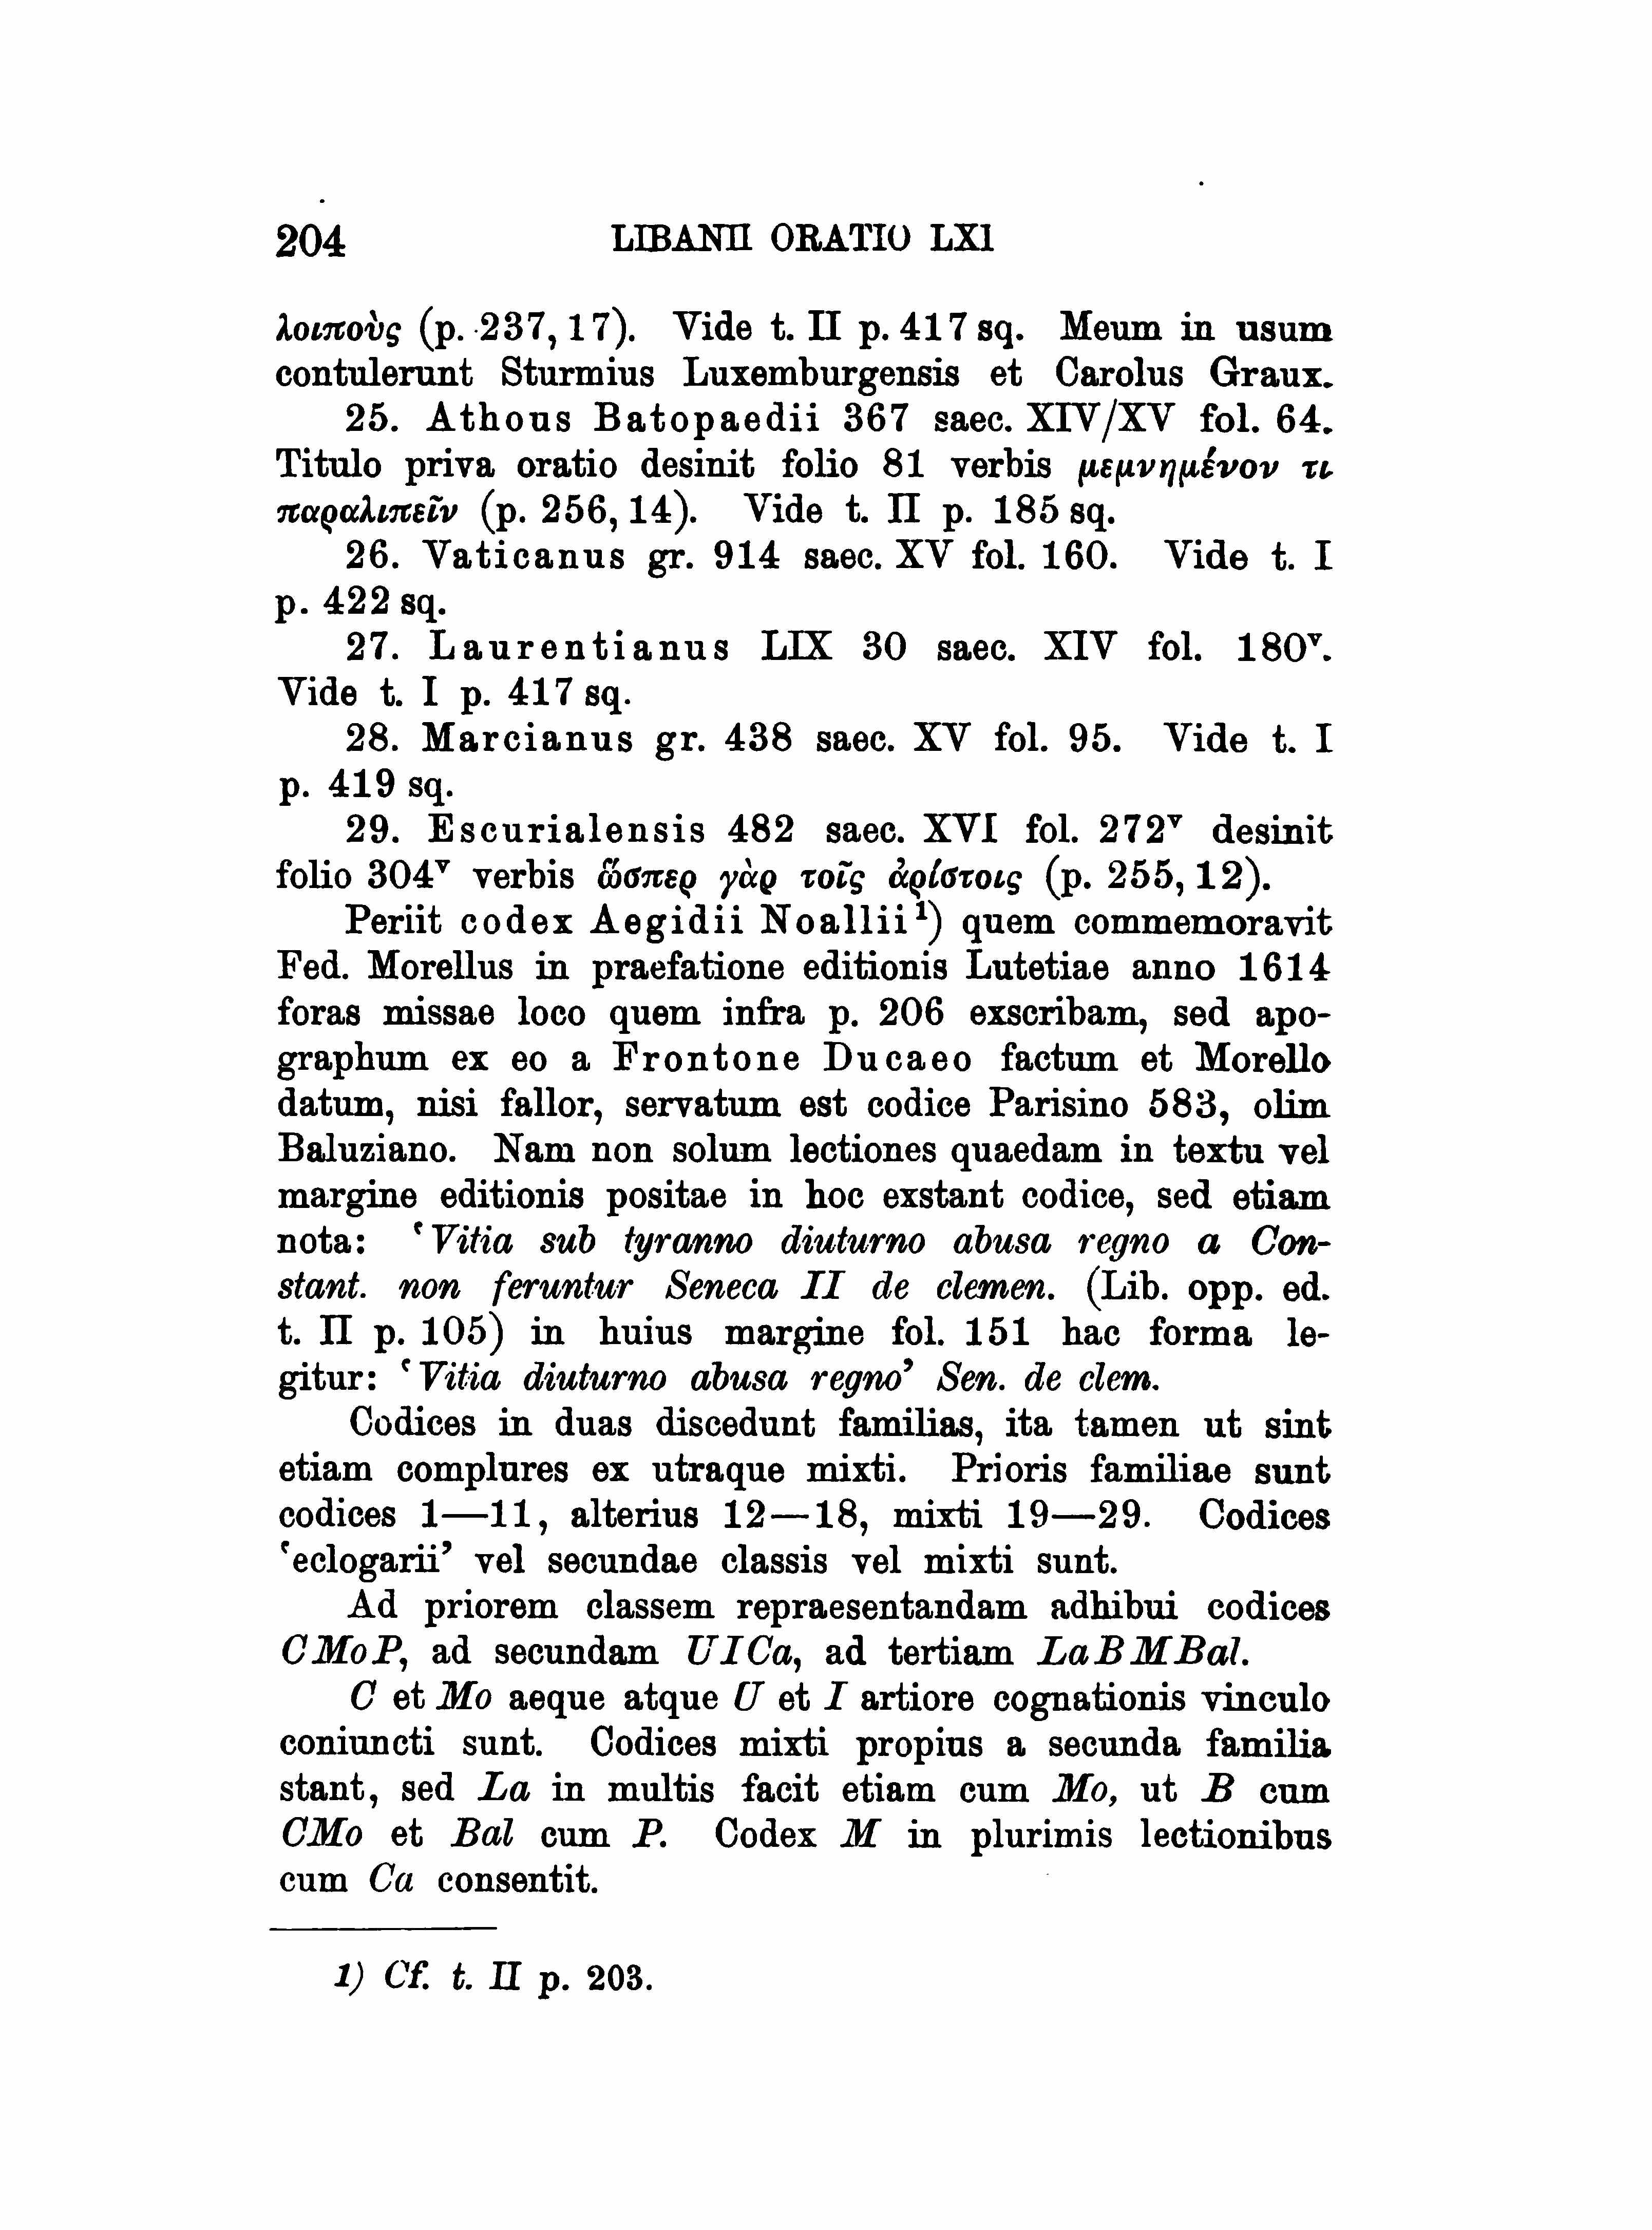 204 LIBANII ORATIO LXI
λοιποὺς (p. 237, 17). Vide t. II p. 417 sq. Meum in usum
contulerunt Sturmius Luxemburgensis et Carolus Graux.
25. Athous Batopaedii 367 saec. XIV/XV fol. 64.
Titulo priva oratio desinit folio 81 verbis μεμνημένον τι
παραλιπεῖν (p. 256, 14). Vide t. II p. 185 sq.
26. Vaticanus gr. 914 saec. XV fol. 160. Vide t. I
p. 422 sq.
27. Laurentianus LIX 30 saec. XIV fol. 180ᵛ.
Vide t. I p. 417 sq.
28. Marcianus gr. 438 saec. XV fol. 95. Vide t. I
p. 419 sq.
29. Escurialensis 482 saec. XVI fol. 272ᵛ desinit
folio 304ᵛ verbis ὥσπερ γὰρ τοῖς ἀρίστοις (p. 255, 12).
Periit codex Aegidii Noallii¹) quem commemoravit
Fed. Morellus in praefatione editionis Lutetiae anno 1614
foras missae loco quem infra p. 206 exscribam, sed apo-
graphum ex eo a Frontone Ducaeo factum et Morello
datum, nisi fallor, servatum est codice Parisino 583, olim
Baluziano. Nam non solum lectiones quaedam in textu vel
margine editionis positae in hoc exstant codice, sed etiam
nota: ‘Vitia sub tyranno diuturno abusa regno a Con-
stant. non feruntur Seneca II de clemen. (Lib. opp. ed.
t. II p. 105) in huius margine fol. 151 hac forma le-
gitur: ‘Vitia diuturno abusa regno’ Sen. de clem.
Codices in duas discedunt familias, ita tamen ut sint
etiam complures ex utraque mixti. Prioris familiae sunt
codices 1—11, alterius 12—18, mixti 19—29. Codices
‘eclogarii’ vel secundae classis vel mixti sunt.
Ad priorem classem repraesentandam adhibui codices
CMoP, ad secundam UICa, ad tertiam LaBMBal.
C et Mo aeque atque U et I artiore cognationis vinculo
coniuncti sunt. Codices mixti propius a secunda familia
stant, sed La in multis facit etiam cum Mo, ut B cum
CMo et Bal cum P. Codex M in plurimis lectionibus
cum Ca consentit.
1) Cf. t. II p. 203.